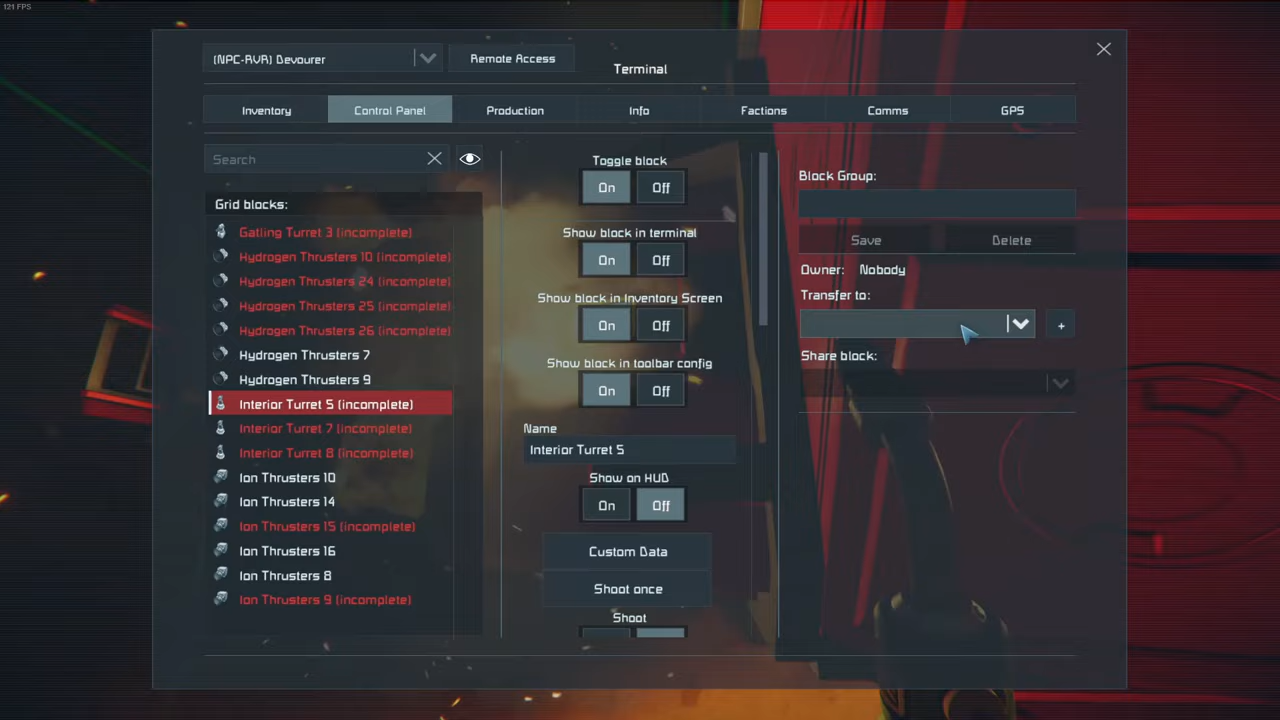 121 FPS
(NPC-RVR) Devourer
Remote Access
Terminal
Inventory
Control Panel
Production
Info
Factions
Comms
GPS
Search
Grid blocks:
Gatling Turret 3 (incomplete)
Hydrogen Thrusters 10 (incomplete)
Hydrogen Thrusters 24 (incomplete)
Hydrogen Thrusters 25 (incomplete)
Hydrogen Thrusters 26 (incomplete)
Hydrogen Thrusters 7
Hydrogen Thrusters 9
Interior Turret 5 (incomplete)
Interior Turret 7 (incomplete)
Interior Turret 8 (incomplete)
Ion Thrusters 10
Ion Thrusters 14
Ion Thrusters 15 (incomplete)
Ion Thrusters 16
Ion Thrusters 8
Ion Thrusters 9 (incomplete)
Toggle block
On Off
Show block in terminal
On Off
Show block in Inventory Screen
On Off
Show block in toolbar config
On Off
Name
Interior Turret 5
Show on HUD
On Off
Custom Data
Shoot once
Shoot
Block Group:
Save
Delete
Owner: Nobody
Transfer to:
+
Share block: